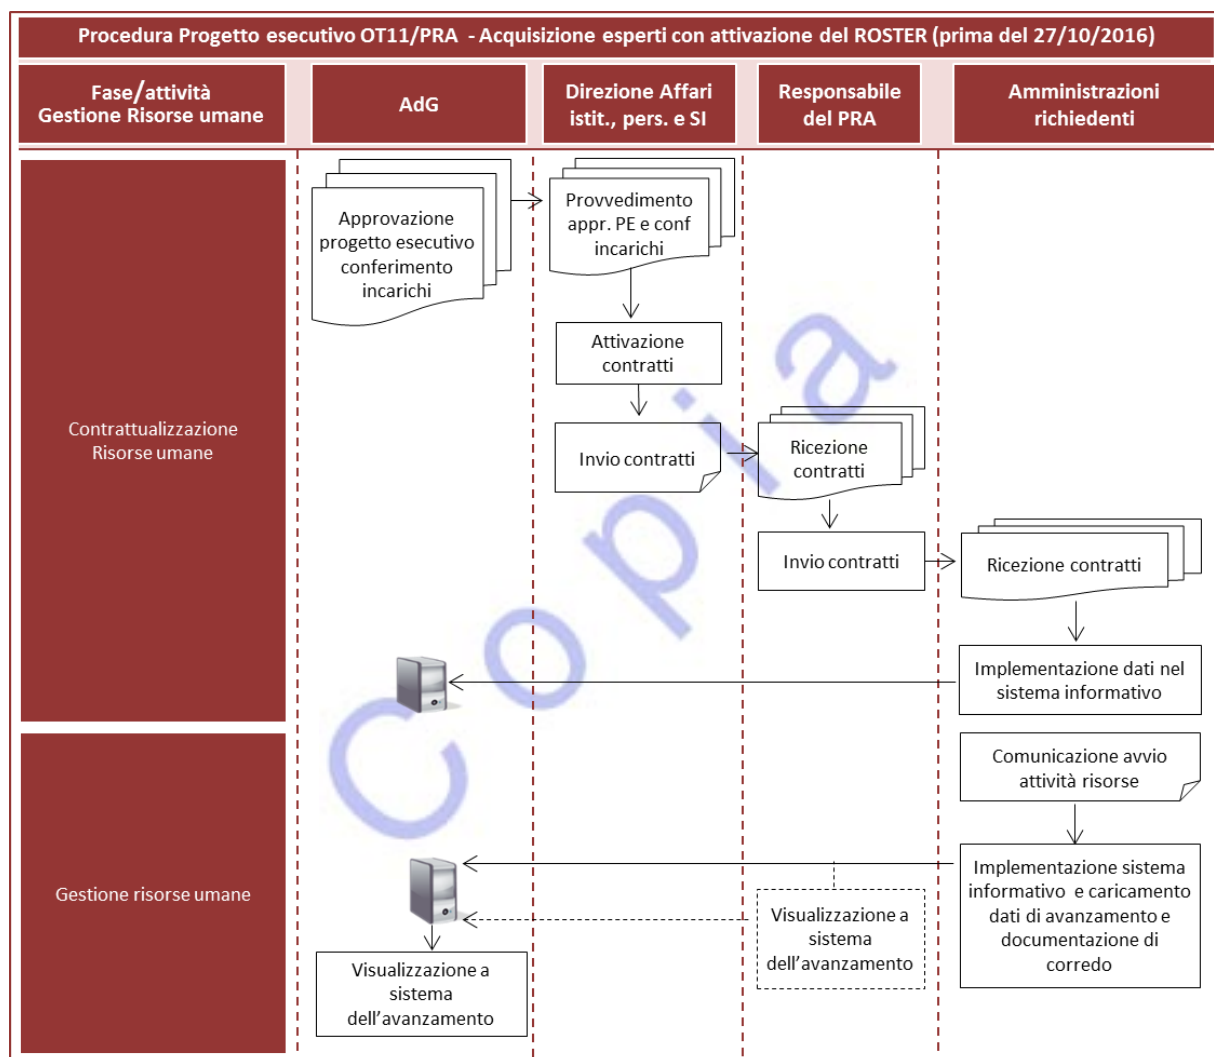 Procedura Progetto esecutivo OT11/PRA - Acquisizione esperti con attivazione del ROSTER (prima del 27/10/2016)
Fase/attività
Gestione Risorse umane
AdG
Direzione Affari
istit., pers. e SI
Responsabile
del PRA
Amministrazioni
richiedenti
Contrattualizzazione
Risorse umane
Approvazione
progetto esecutivo
conferimento
incarichi
Provvedimento
appr. PE e conf
incarichi
Attivazione
contratti
Invio contratti
Ricezione
contratti
Invio contratti
Ricezione contratti
Implementazione dati nel
sistema informativo
Gestione risorse umane
Comunicazione avvio
attività risorse
Implementazione sistema
informativo e caricamento
dati di avanzamento e
documentazione di
corredo
Visualizzazione a
sistema
dell'avanzamento
Visualizzazione a
sistema
dell'avanzamento
Copia